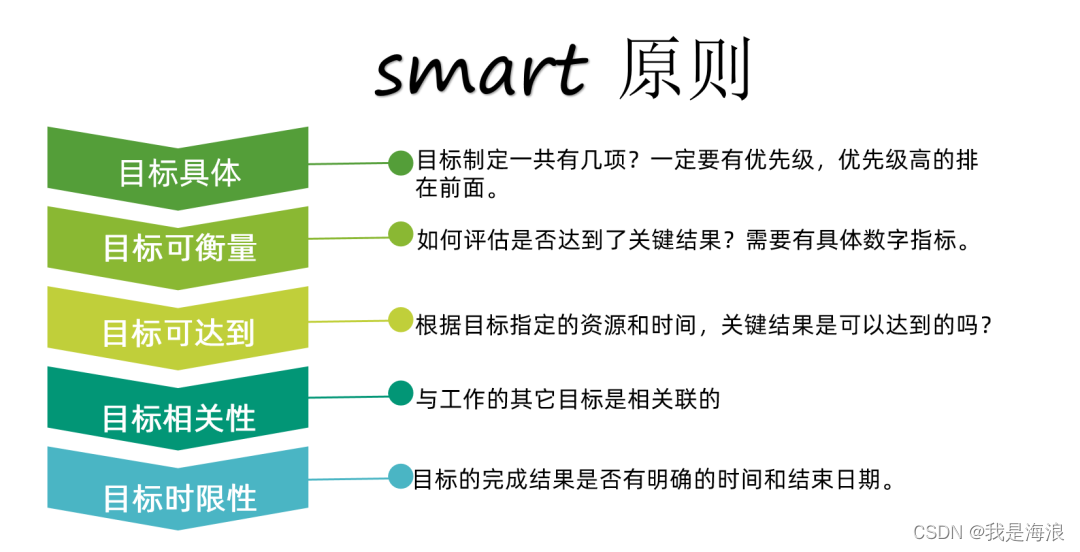 smart 原则
目标具体
目标制定一共有几项？一定要有优先级，优先级高的排
在前面。
目标可衡量
如何评估是否达到了关键结果？需要有具体数字指标。
目标可达到
根据目标指定的资源和时间，关键结果是可以达到的吗？
目标相关性
与工作的其它目标是相关联的
目标时限性
目标的完成结果是否有明确的时间和结束日期。
CSDN @我是海浪